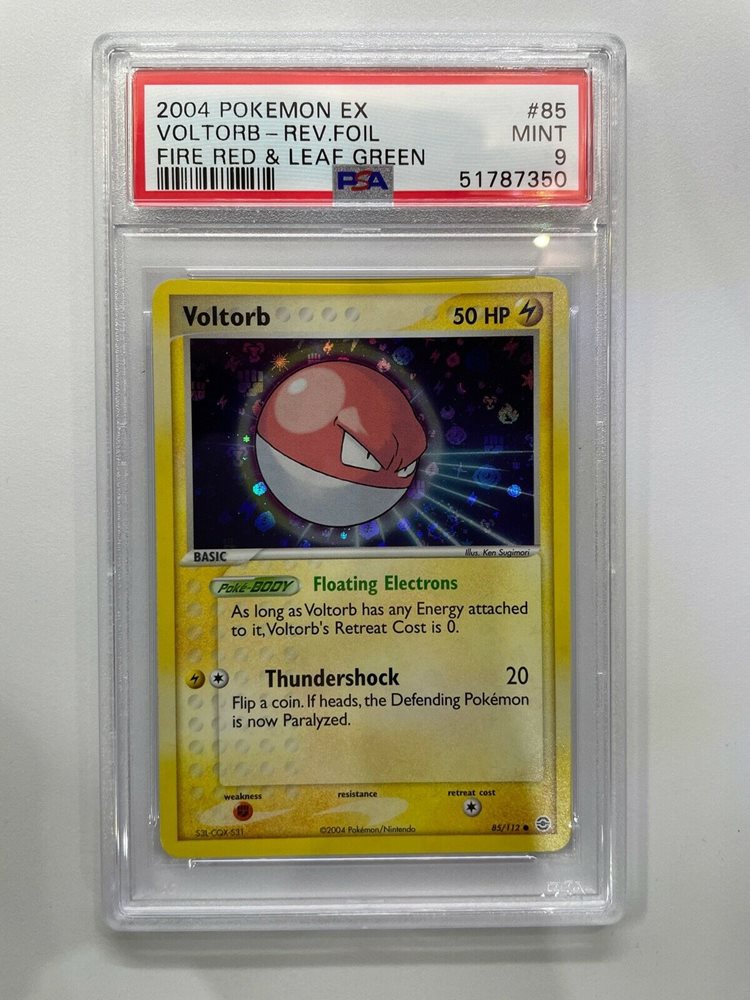 2004 POKEMON EX #85
VOLTORB - REV.FOIL MINT
FIRE RED & LEAF GREEN 9
PSA 51787350
Voltorb 50 HP
BASIC
Illus. Ken Sugimori
Poké-BODY Floating Electrons
As long as Voltorb has any Energy attached
to it, Voltorb's Retreat Cost is 0.
Thundershock 20
Flip a coin. If heads, the Defending Pokémon
is now Paralyzed.
weakness resistance retreat cost
S3L-CQX-S31 ©2004 Pokémon/Nintendo 85/112